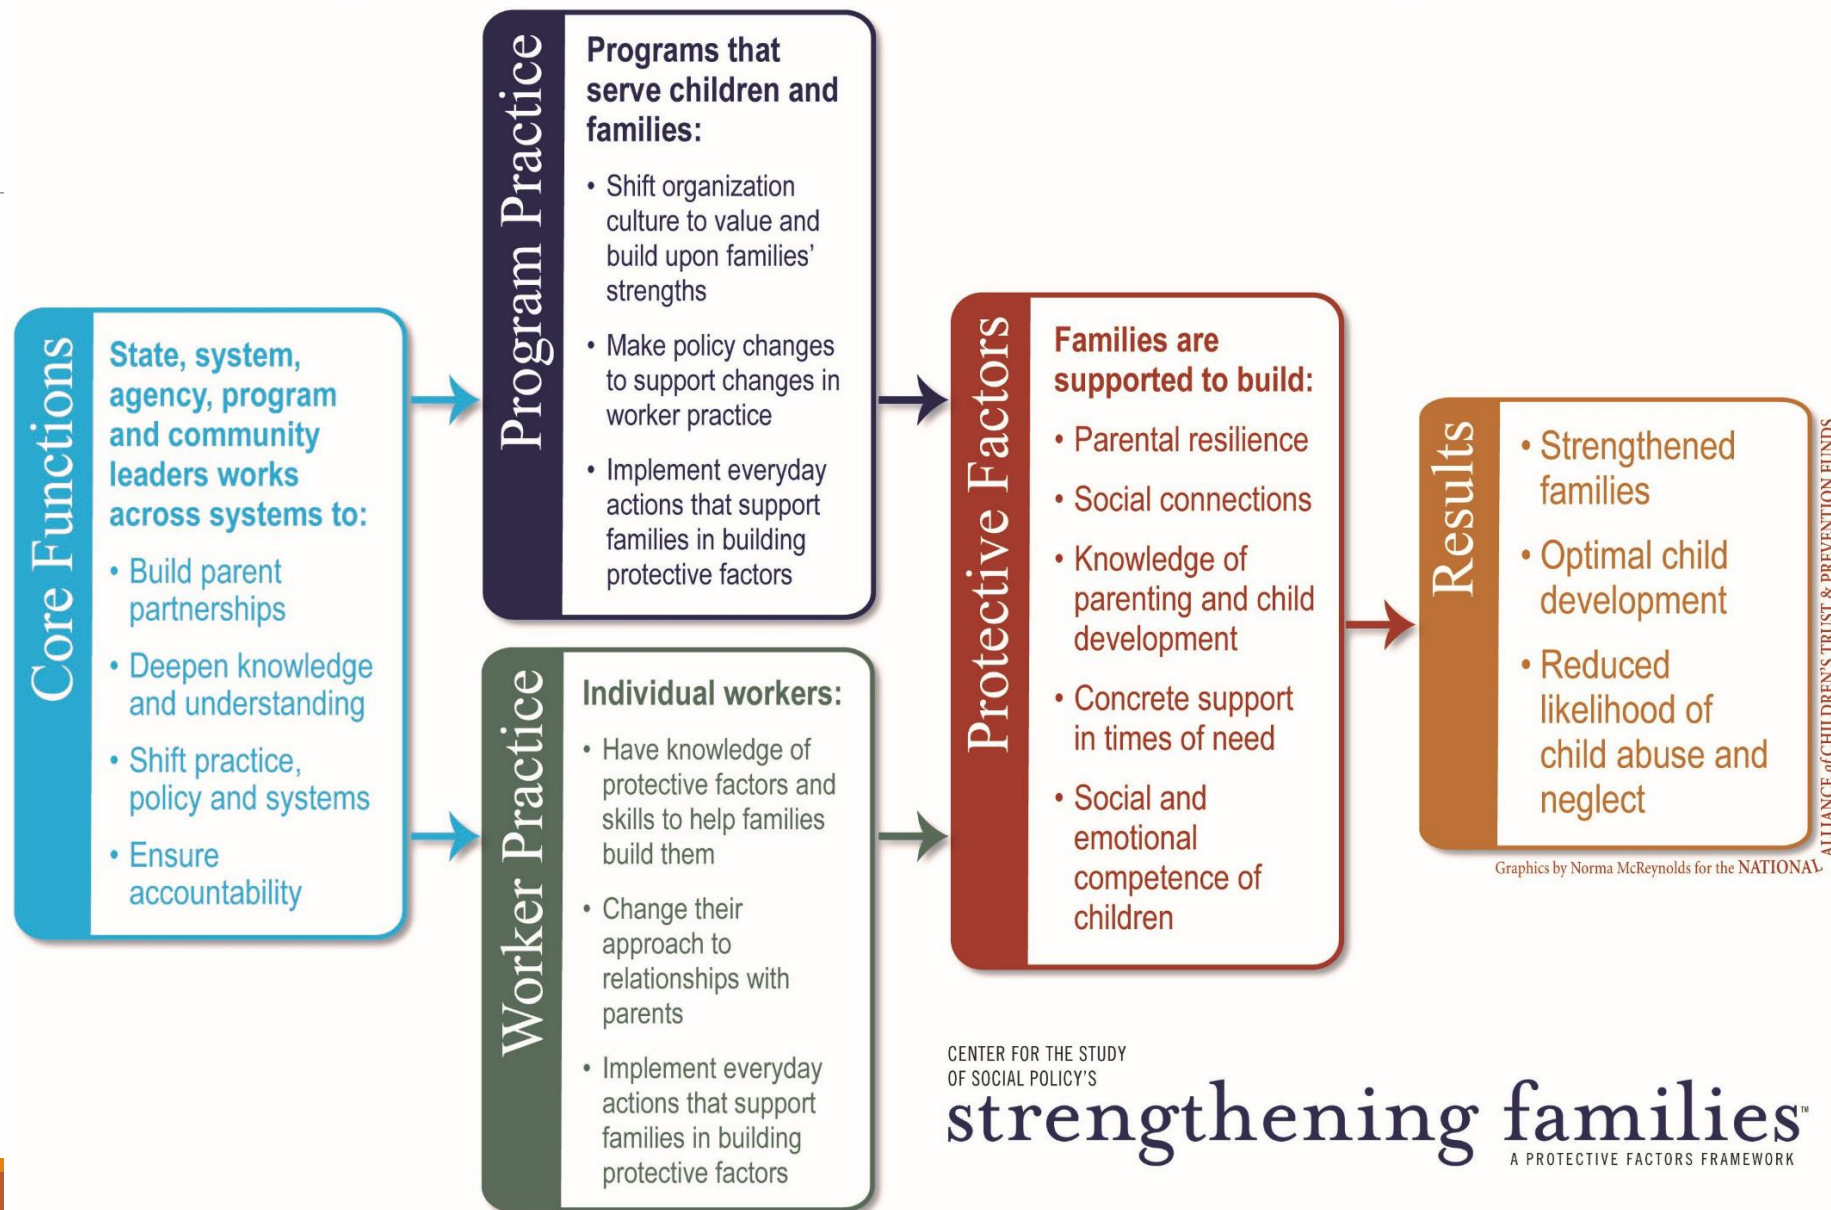 Core Functions
State, system,
agency, program
and community
leaders works
across systems to:
• Build parent
partnerships
• Deepen knowledge
and understanding
• Shift practice,
policy and systems
• Ensure
accountability
Program Practice
Programs that
serve children and
families:
• Shift organization
culture to value and
build upon families’
strengths
• Make policy changes
to support changes in
worker practice
• Implement everyday
actions that support
families in building
protective factors
Worker Practice
Individual workers:
• Have knowledge of
protective factors and
skills to help families
build them
• Change their
approach to
relationships with
parents
• Implement everyday
actions that support
families in building
protective factors
Protective Factors
Families are
supported to build:
• Parental resilience
• Social connections
• Knowledge of
parenting and child
development
• Concrete support
in times of need
• Social and
emotional
competence of
children
Results
• Strengthened
families
• Optimal child
development
• Reduced
likelihood of
child abuse and
neglect
Graphics by Norma McReynolds for the NATIONAL
ALLIANCE of CHILDREN'S TRUST & PREVENTION FUNDS
CENTER FOR THE STUDY
OF SOCIAL POLICY'S
strengthening families™
A PROTECTIVE FACTORS FRAMEWORK